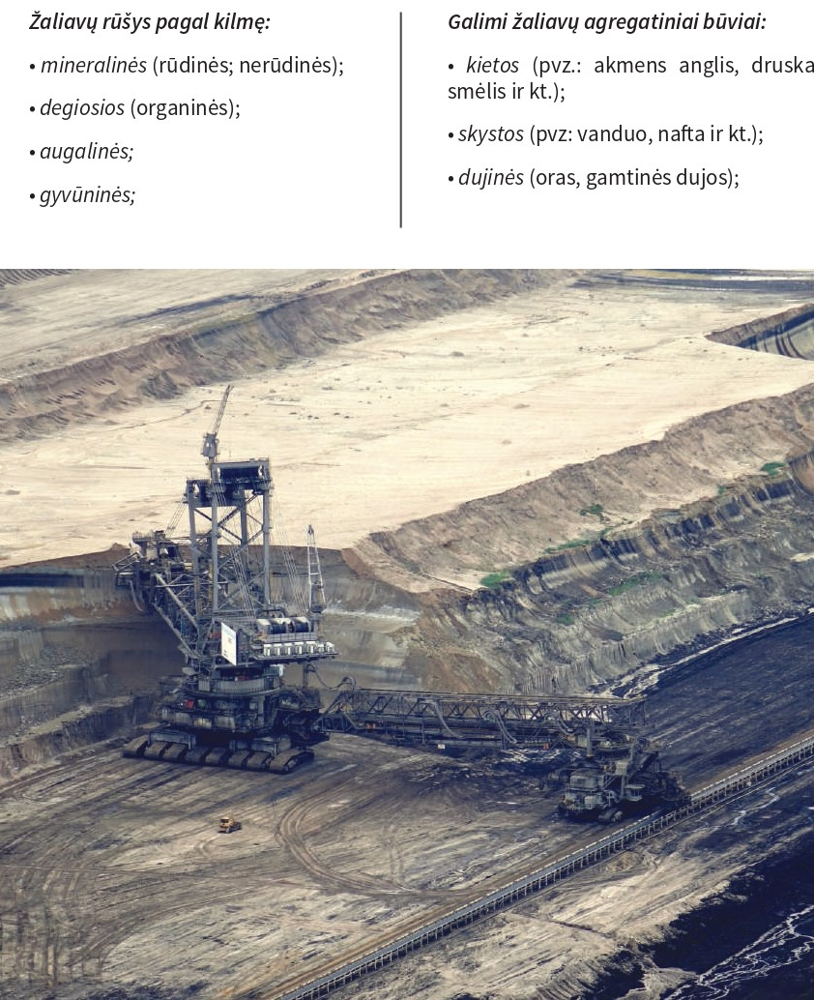 Žaliavų rūšys pagal kilmę:
• mineralinės (rūdinės; nerūdinės);
• degiosios (organinės);
• augalinės;
• gyvūninės;
Galimi žaliavų agregatiniai būviai:
• kietos (pvz.: akmens anglis, druska
smėlis ir kt.);
• skystos (pvz: vanduo, nafta ir kt.);
• dujinės (oras, gamtinės dujos);